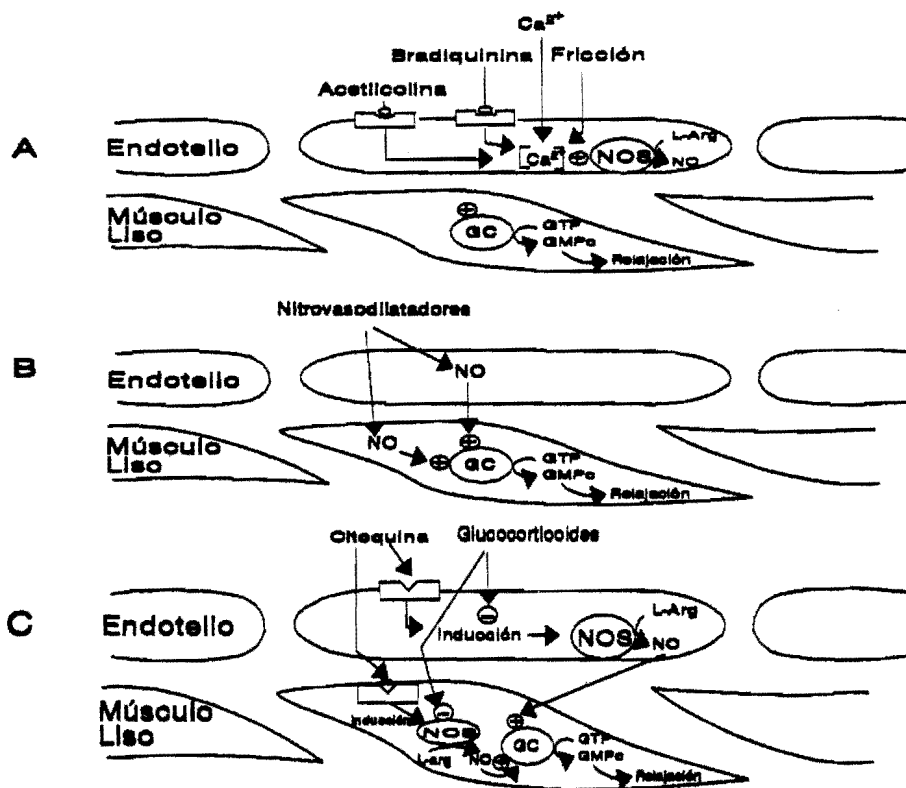 Ca²⁺
Bradiquinina Fricción
Acetilcolina
A
Endotelio
[Ca²⁺] ⊕ NOS L-Arg
NO
Músculo
Liso
⊕
GC GTP
GMPc
Relajación
Nitrovasodilatadores
B
Endotelio
NO
Músculo
Liso
NO ⊕ ⊕
GC GTP
GMPc
Relajación
Citoquina Glucocorticoides
C
Endotelio
⊖
Inducción NOS L-Arg
NO
Músculo
Liso
Inducción ⊖
NOS
L-arg NO ⊕
⊕
GC GTP
GMPc
Relajación